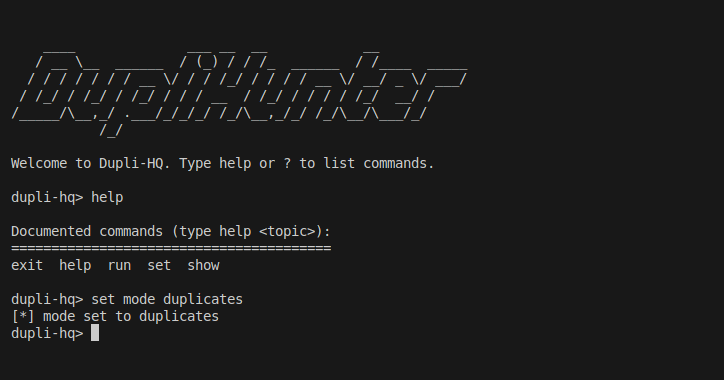 DupliHunter
Welcome to Dupli-HQ. Type help or ? to list commands.
dupli-hq> help
Documented commands (type help <topic>):
========================================
exit  help  run  set  show
dupli-hq> set mode duplicates
[*] mode set to duplicates
dupli-hq>